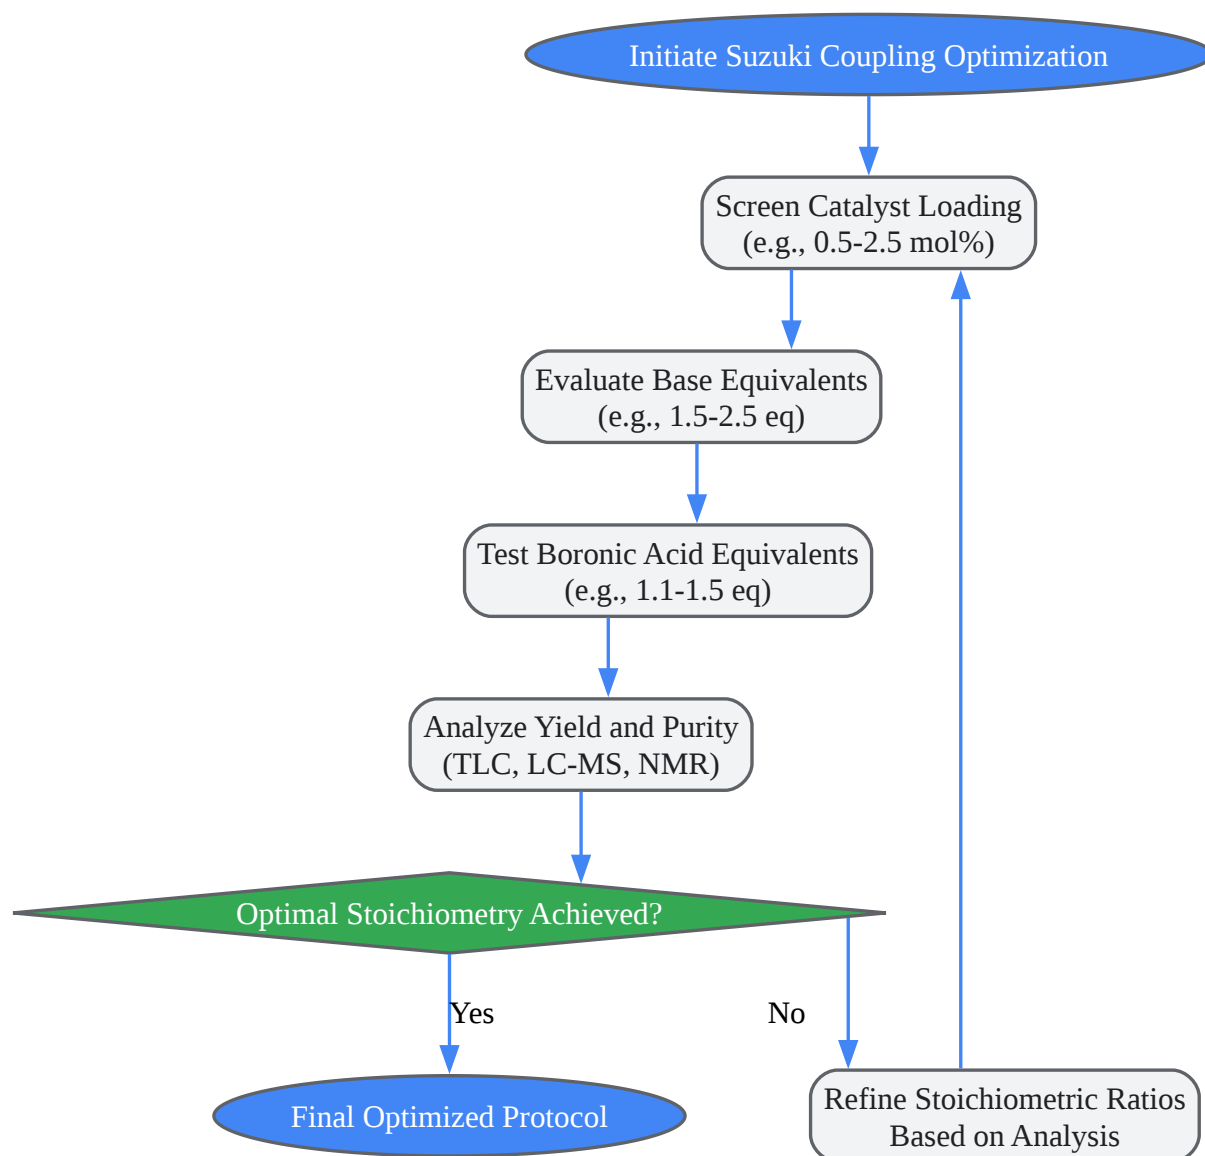 Initiate Suzuki Coupling Optimization
Screen Catalyst Loading
(e.g., 0.5-2.5 mol%)
Evaluate Base Equivalents
(e.g., 1.5-2.5 eq)
Test Boronic Acid Equivalents
(e.g., 1.1-1.5 eq)
Analyze Yield and Purity
(TLC, LC-MS, NMR)
Optimal Stoichiometry Achieved?
Yes
No
Final Optimized Protocol
Refine Stoichiometric Ratios
Based on Analysis